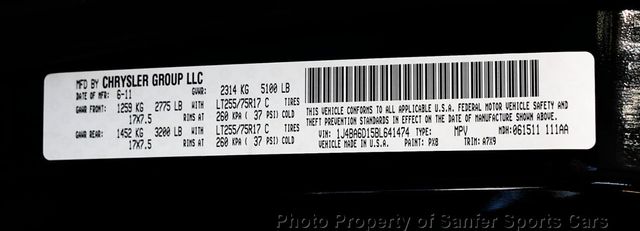 MFD BY CHRYSLER GROUP LLC
DATE OF MFR: 6-11 GVWR: 2314 KG 5100 LB
GAWR FRONT: 1259 KG 2775 LB WITH LT255/75R17 C TIRES
17X7.5 RIMS AT 260 KPA ( 37 PSI) COLD
GAWR REAR: 1452 KG 3200 LB WITH LT255/75R17 C TIRES
17X7.5 RIMS AT 260 KPA ( 37 PSI) COLD
THIS VEHICLE CONFORMS TO ALL APPLICABLE U.S.A. FEDERAL MOTOR VEHICLE SAFETY AND
THEFT PREVENTION STANDARDS IN EFFECT ON THE DATE OF MANUFACTURE SHOWN ABOVE.
VIN: 1J4BA6D15BL641474 TYPE: MPV MDH: 061511 111AA
VEHICLE MADE IN U.S.A. PAINT: PX8 TRIM: A7X9
Photo Property of Sanfer Sports Cars